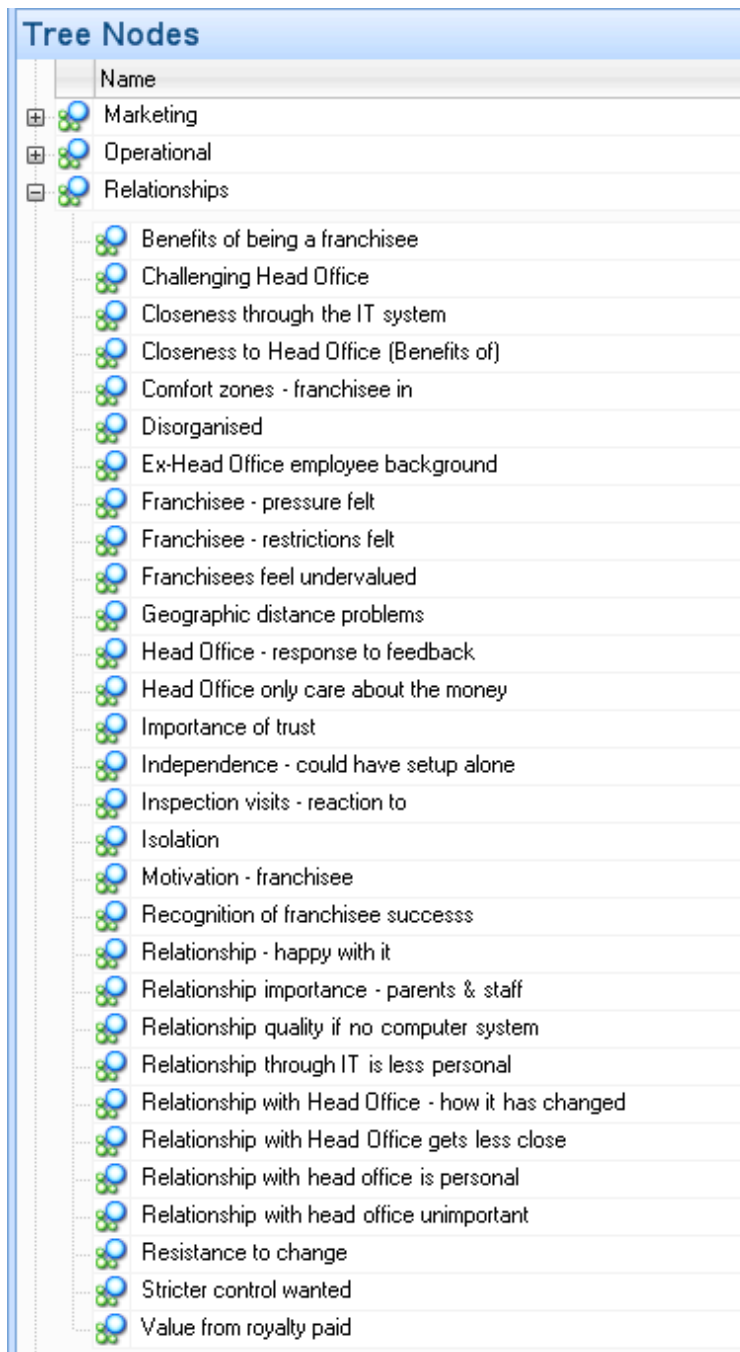 Tree Nodes
Name
Marketing
Operational
Relationships
Benefits of being a franchisee
Challenging Head Office
Closeness through the IT system
Closeness to Head Office (Benefits of)
Comfort zones - franchisee in
Disorganised
Ex-Head Office employee background
Franchisee - pressure felt
Franchisee - restrictions felt
Franchisees feel undervalued
Geographic distance problems
Head Office - response to feedback
Head Office only care about the money
Importance of trust
Independence - could have setup alone
Inspection visits - reaction to
Isolation
Motivation - franchisee
Recognition of franchisee successs
Relationship - happy with it
Relationship importance - parents & staff
Relationship quality if no computer system
Relationship through IT is less personal
Relationship with Head Office - how it has changed
Relationship with Head Office gets less close
Relationship with head office is personal
Relationship with head office unimportant
Resistance to change
Stricter control wanted
Value from royalty paid